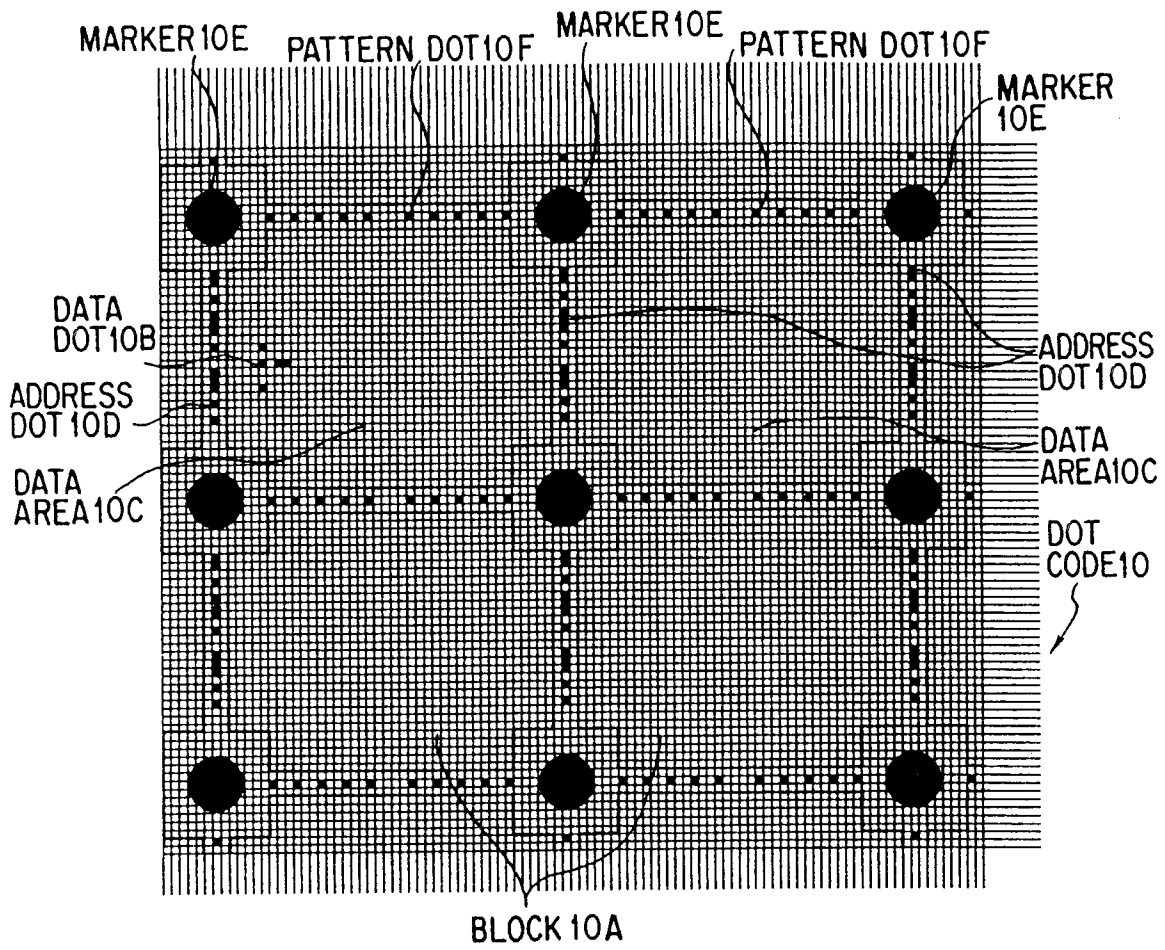 MARKER10E
PATTERN DOT10F
MARKER10E
PATTERN DOT10F
MARKER
10E
DATA
DOT10B
ADDRESS
DOT10D
DATA
AREA10C
ADDRESS
DOT10D
DATA
AREA10C
DOT
CODE10
BLOCK10A